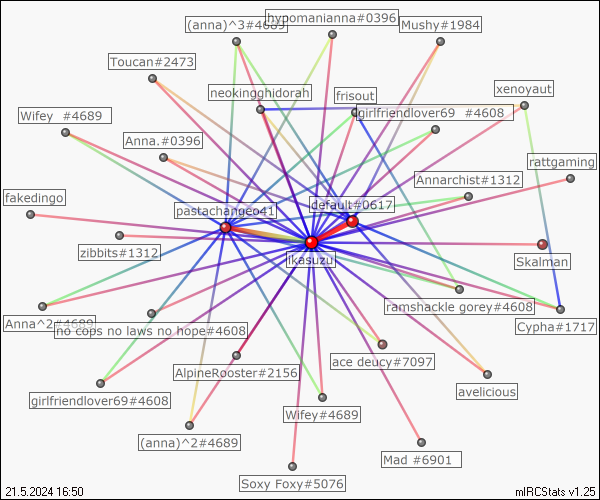 (anna)^3#4689
hypomanianna#0396
Mushy#1984
Toucan#2473
neokingghidorah
frisout
xenoyaut
Wifey  #4689
girlfriendlover69  #4608
Anna.#0396
rattgaming
Annarchist#1312
fakedingo
pastachangeo41
default#0617
zibbits#1312
ikasuzu
Skalman
ramshackle gorey#4608
Anna^2#4689
no cops no laws no hope#4608
Cypha#1717
ace deucy#7097
AlpineRooster#2156
avelicious
girlfriendlover69#4608
Wifey#4689
(anna)^2#4689
Mad #6901
Soxy Foxy#5076
21.5.2024 16:50
mIRCStats v1.25